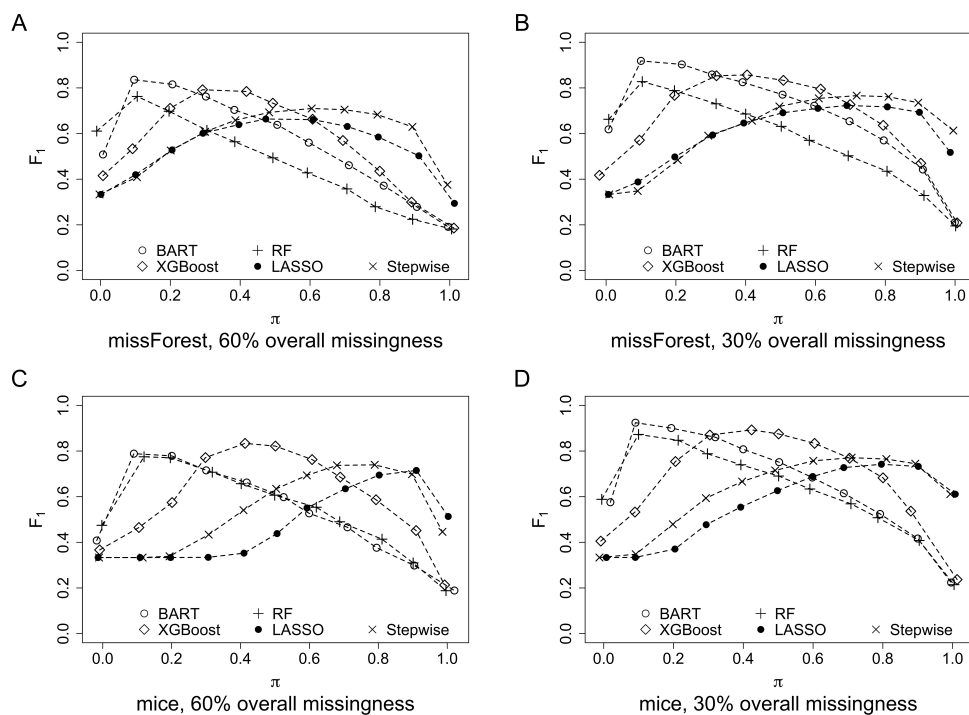 A
F1
1.0
0.8
0.6
0.4
0.2
0.0
BART RF
XGBoost LASSO Stepwise
0.0 0.2 0.4 0.6 0.8 1.0
π
missForest, 60% overall missingness
B
F1
1.0
0.8
0.6
0.4
0.2
0.0
BART RF
XGBoost LASSO Stepwise
0.0 0.2 0.4 0.6 0.8 1.0
π
missForest, 30% overall missingness
C
F1
1.0
0.8
0.6
0.4
0.2
0.0
BART RF
XGBoost LASSO Stepwise
0.0 0.2 0.4 0.6 0.8 1.0
π
mice, 60% overall missingness
D
F1
1.0
0.8
0.6
0.4
0.2
0.0
BART RF
XGBoost LASSO Stepwise
0.0 0.2 0.4 0.6 0.8 1.0
π
mice, 30% overall missingness